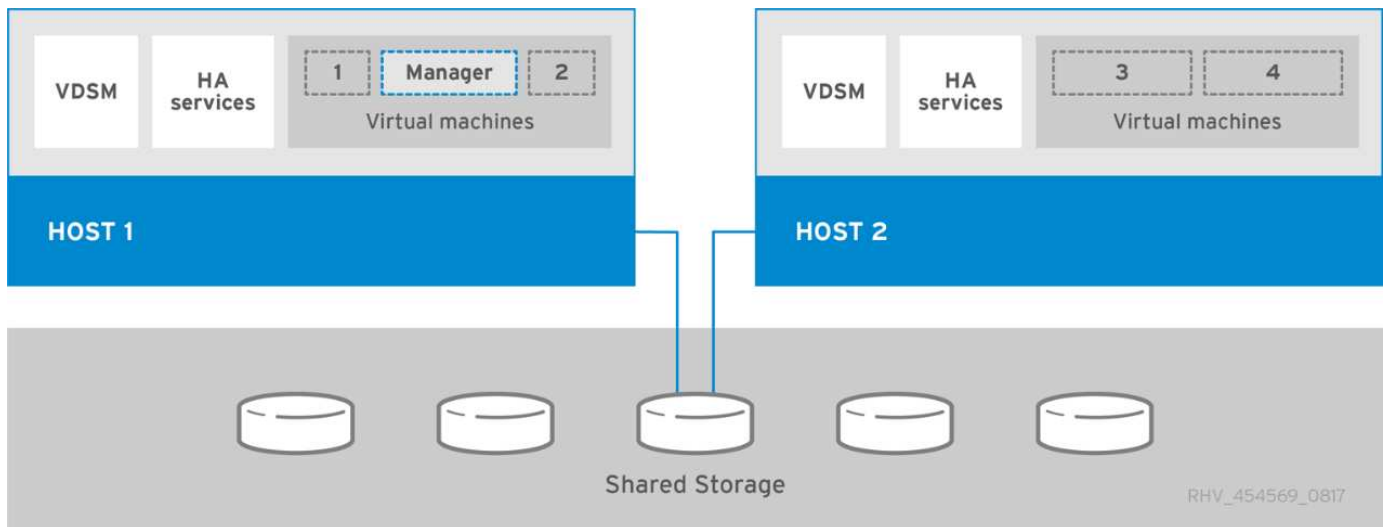 VDSM
HA
services
1
Manager
2
Virtual machines
HOST 1
VDSM
HA
services
3
4
Virtual machines
HOST 2
Shared Storage
RHV_454569_0817